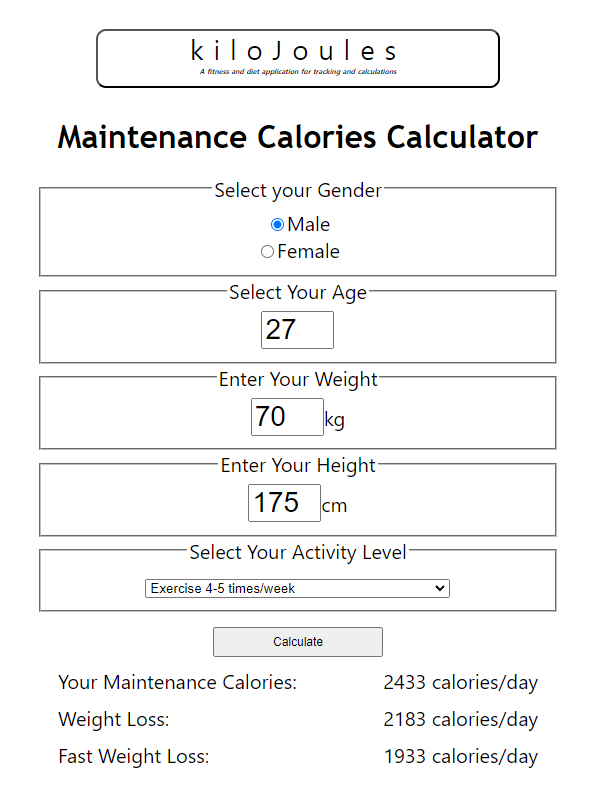 kiloJoules
A fitness and diet application for tracking and calculations
Maintenance Calories Calculator
Select your Gender
Male
Female
Select Your Age
27
Enter Your Weight
70 kg
Enter Your Height
175 cm
Select Your Activity Level
Exercise 4-5 times/week
Calculate
Your Maintenance Calories: 2433 calories/day
Weight Loss: 2183 calories/day
Fast Weight Loss: 1933 calories/day